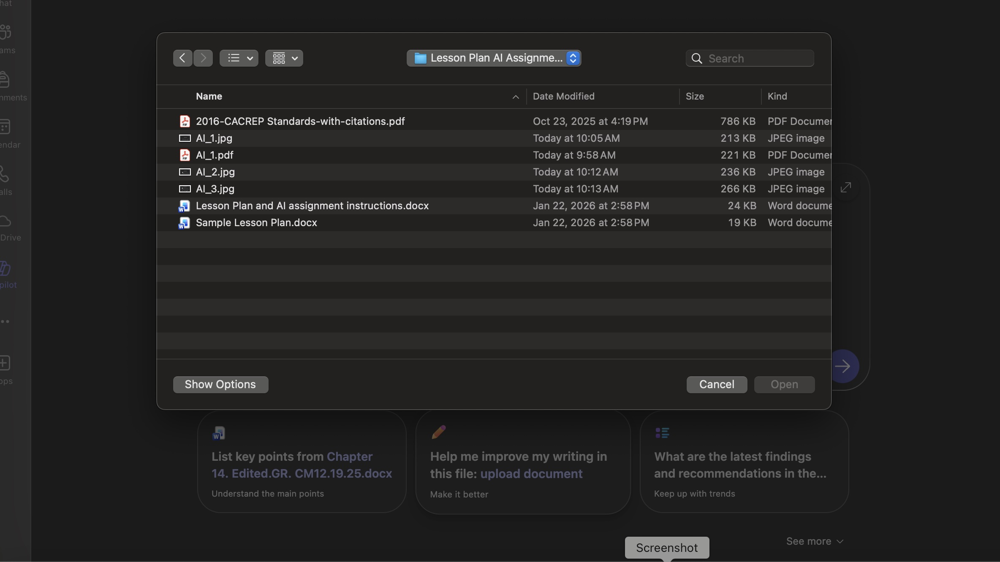 hat
ams
nments
endar
alls
Drive
pilot
ops
Lesson Plan AI Assignme...
Search
Name Date Modified Size Kind
2016-CACREP Standards-with-citations.pdf Oct 23, 2025 at 4:19 PM 786 KB PDF Documen
AI_1.jpg Today at 10:05 AM 213 KB JPEG image
AI_1.pdf Today at 9:58 AM 221 KB PDF Documen
AI_2.jpg Today at 10:12 AM 236 KB JPEG image
AI_3.jpg Today at 10:13 AM 266 KB JPEG image
Lesson Plan and AI assignment instructions.docx Jan 22, 2026 at 2:58 PM 24 KB Word docume
Sample Lesson Plan.docx Jan 22, 2026 at 2:58 PM 19 KB Word docume
Show Options Cancel Open
List key points from Chapter
14. Edited.GR. CM12.19.25.docx
Understand the main points
Help me improve my writing in
this file: upload document
Make it better
What are the latest findings
and recommendations in the...
Keep up with trends
See more
Screenshot